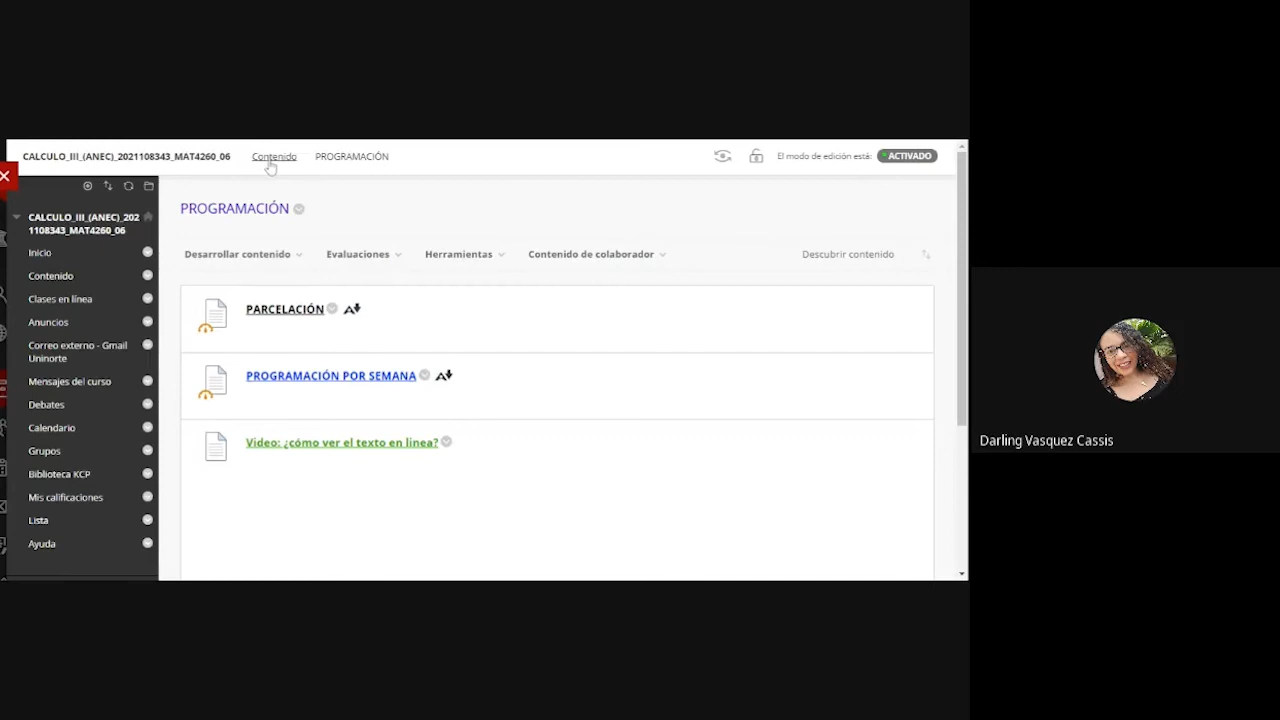 CALCULO_III_(ANEC)_2021108343_MAT4260_06
Contenido
PROGRAMACIÓN
El modo de edición está:
ACTIVADO
CALCULO_III_(ANEC)_202
1108343_MAT4260_06
Inicio
Contenido
Clases en línea
Anuncios
Correo externo - Gmail
Uninorte
Mensajes del curso
Debates
Calendario
Grupos
Biblioteca KCP
Mis calificaciones
Lista
Ayuda
PROGRAMACIÓN
Desarrollar contenido
Evaluaciones
Herramientas
Contenido de colaborador
Descubrir contenido
PARCELACIÓN
PROGRAMACIÓN POR SEMANA
Video: ¿cómo ver el texto en linea?
Darling Vasquez Cassis